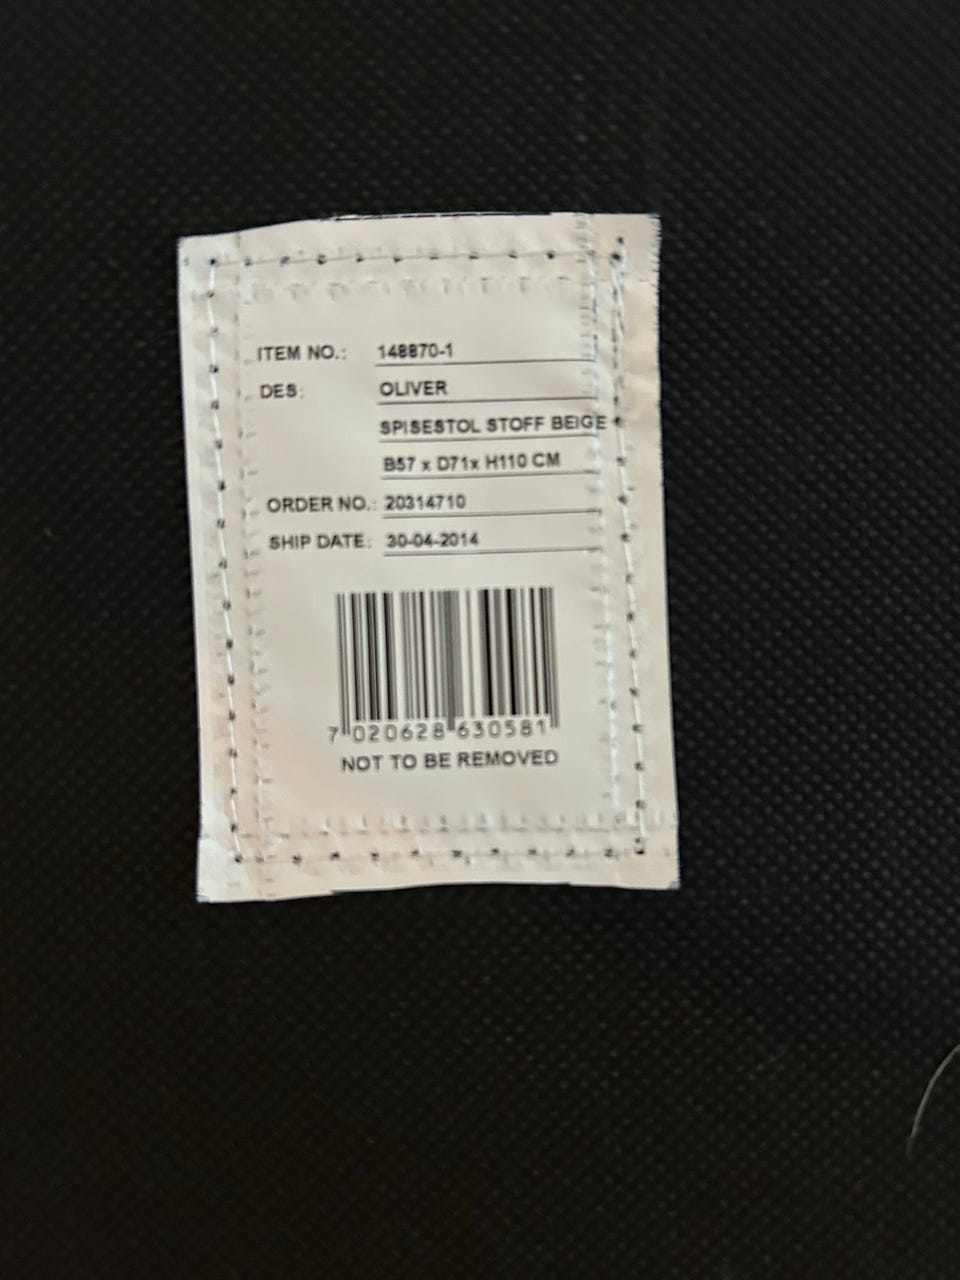 ITEM NO.: 148870-1
DES: OLIVER
SPISESTOL STOFF BEIGE
B57 x D71x H110 CM
ORDER NO.: 20314710
SHIP DATE: 30-04-2014
7 020628 630581
NOT TO BE REMOVED